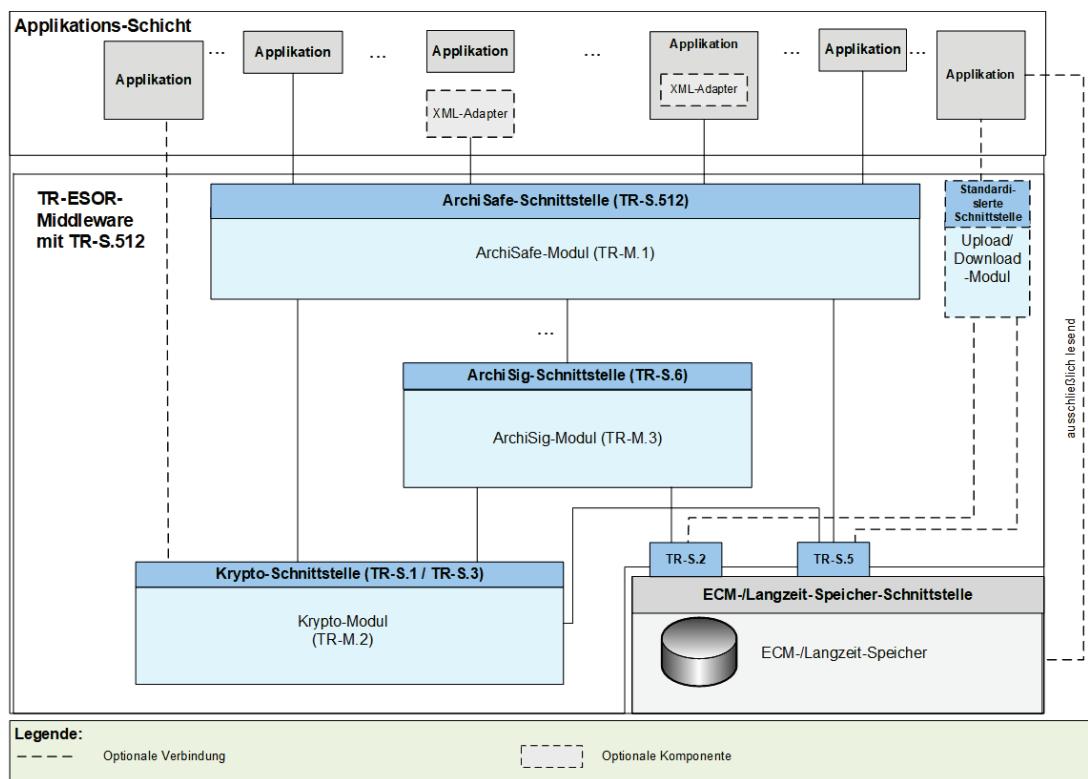 Applikations-Schicht
Applikation
...
Applikation
...
Applikation
XML-Adapter
...
Applikation
XML-Adapter
...
Applikation
...
Applikation
TR-ESOR-
Middleware
mit TR-S.512
ArchiSafe-Schnittstelle (TR-S.512)
ArchiSafe-Modul (TR-M.1)
Standardi-
sierte
Schnittstelle
Upload/
Download
-Modul
ausschließlich lesend
...
ArchiSig-Schnittstelle (TR-S.6)
ArchiSig-Modul (TR-M.3)
TR-S.2
TR-S.5
Krypto-Schnittstelle (TR-S.1 / TR-S.3)
Krypto-Modul
(TR-M.2)
ECM-/Langzeit-Speicher-Schnittstelle
ECM-/Langzeit-Speicher
Legende:
Optionale Verbindung
Optionale Komponente